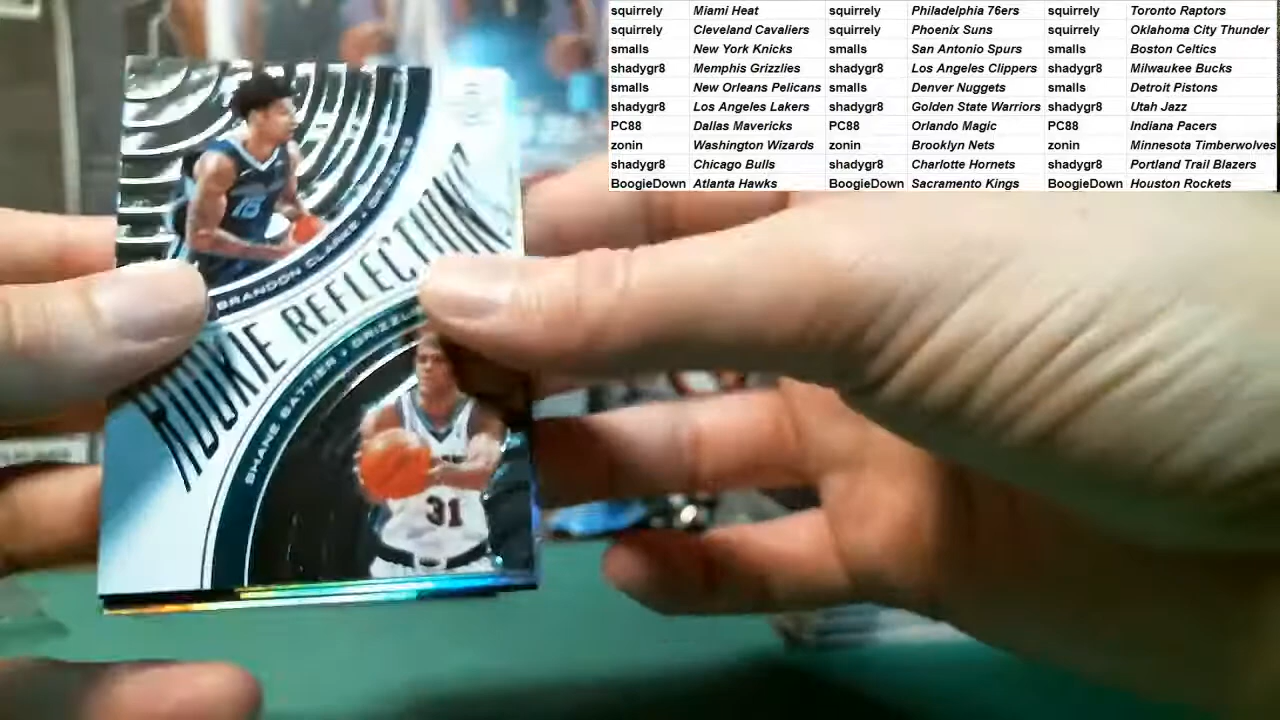 squirrely Miami Heat squirrely Philadelphia 76ers squirrely Toronto Raptors
squirrely Cleveland Cavaliers squirrely Phoenix Suns squirrely Oklahoma City Thunder
smalls New York Knicks smalls San Antonio Spurs smalls Boston Celtics
shadygr8 Memphis Grizzlies shadygr8 Los Angeles Clippers shadygr8 Milwaukee Bucks
smalls New Orleans Pelicans smalls Denver Nuggets smalls Detroit Pistons
shadygr8 Los Angeles Lakers shadygr8 Golden State Warriors shadygr8 Utah Jazz
PC88 Dallas Mavericks PC88 Orlando Magic PC88 Indiana Pacers
zonin Washington Wizards zonin Brooklyn Nets zonin Minnesota Timberwolves
shadygr8 Chicago Bulls shadygr8 Charlotte Hornets shadygr8 Portland Trail Blazers
BoogieDown Atlanta Hawks BoogieDown Sacramento Kings BoogieDown Houston Rockets
15
BRANDON CLARKE • GRIZZLIES
ROOKIE REFLECTIONS
SHANE BATTIER •
31